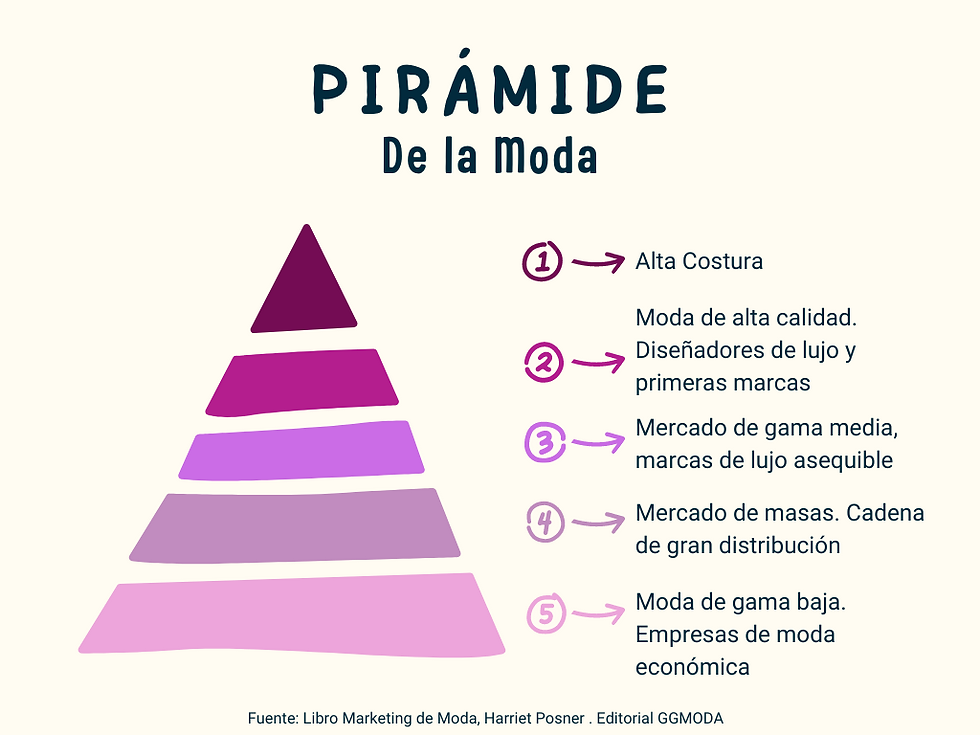 PIRÁMIDE
De la Moda
1
Alta Costura
2
Moda de alta calidad.
Diseñadores de lujo y
primeras marcas
3
Mercado de gama media,
marcas de lujo asequible
4
Mercado de masas. Cadena
de gran distribución
5
Moda de gama baja.
Empresas de moda
económica
Fuente: Libro Marketing de Moda, Harriet Posner . Editorial GGMODA